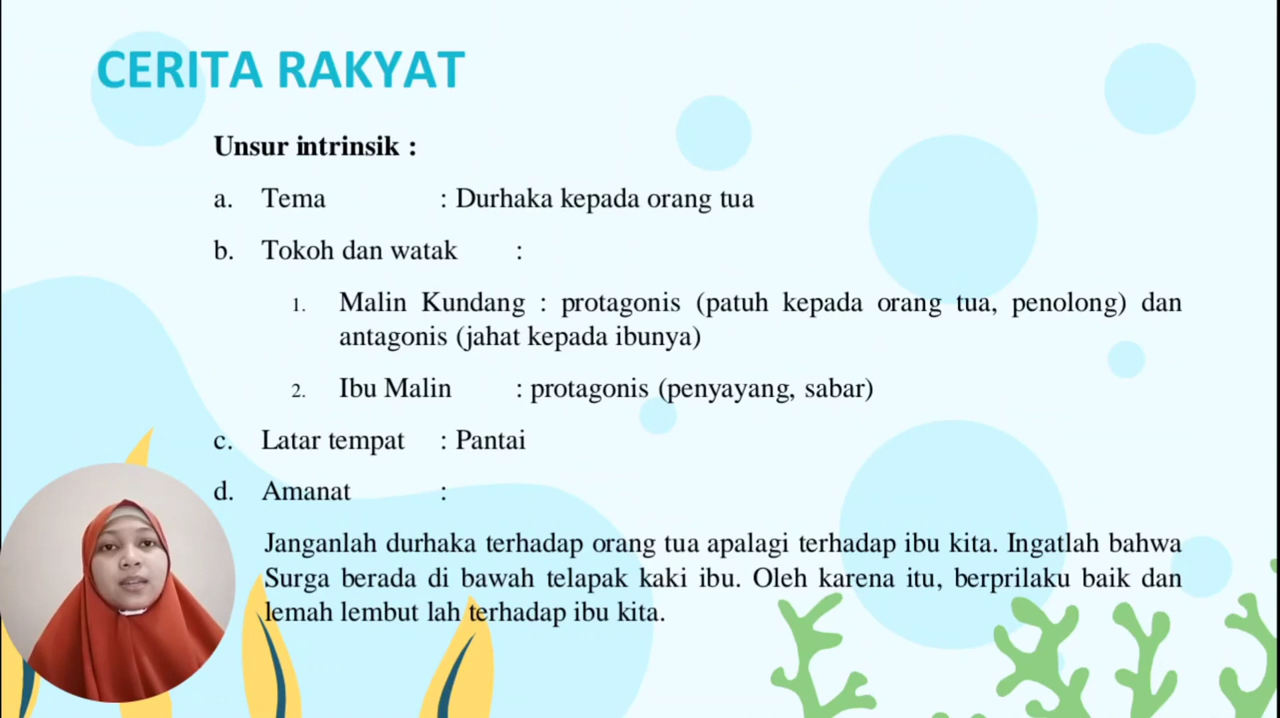 CERITA RAKYAT
Unsur intrinsik :
a. Tema : Durhaka kepada orang tua
b. Tokoh dan watak :
1. Malin Kundang : protagonis (patuh kepada orang tua, penolong) dan
antagonis (jahat kepada ibunya)
2. Ibu Malin : protagonis (penyayang, sabar)
c. Latar tempat : Pantai
d. Amanat :
Janganlah durhaka terhadap orang tua apalagi terhadap ibu kita. Ingatlah bahwa
Surga berada di bawah telapak kaki ibu. Oleh karena itu, berprilaku baik dan
lemah lembut lah terhadap ibu kita.